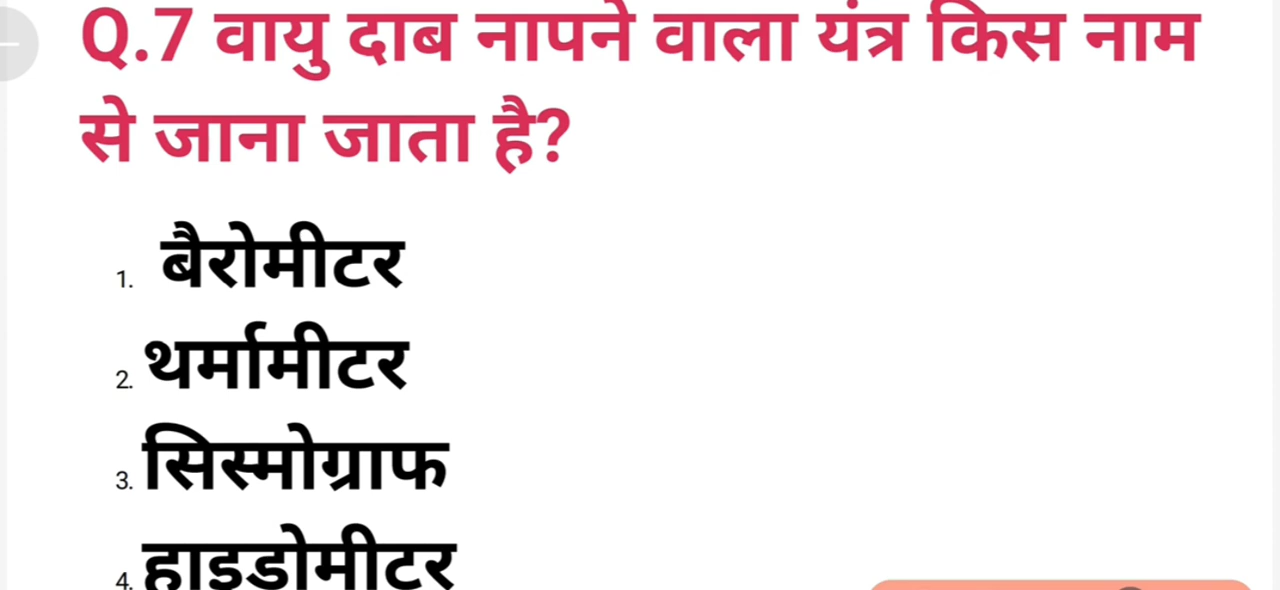 Q.7 वायु दाब नापने वाला यंत्र किस नाम
से जाना जाता है?
1. बैरोमीटर
2. थर्मामीटर
3. सिस्मोग्राफ
4. हाइडोमीटर